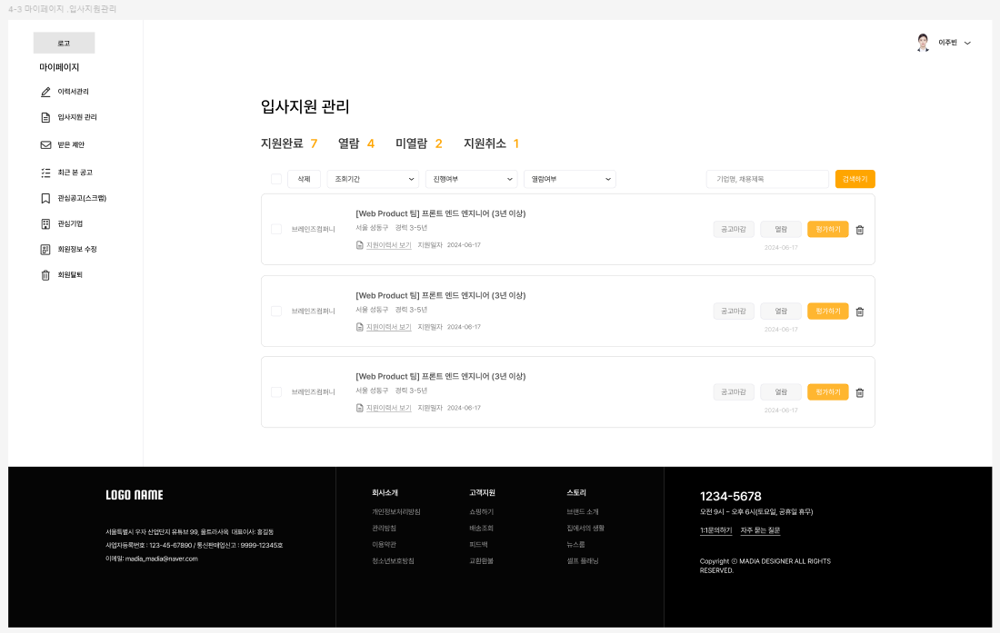 4-3 마이페이지 .입사지원관리
로고
이주빈
마이페이지
이력서관리
입사지원 관리
받은 제안
최근 본 공고
관심공고(스크랩)
관심기업
회원정보 수정
회원탈퇴
입사지원 관리
지원완료 7 열람 4 미열람 2 지원취소 1
삭제 조회기간 진행여부 열람여부 기업명, 채용제목 검색하기
[Web Product 팀] 프론트 엔드 엔지니어 (3년 이상)
브레인즈컴퍼니 서울 성동구 경력 3-5년 공고마감 열람 평가하기
지원이력서 보기 지원일자 2024-06-17 2024-06-17
[Web Product 팀] 프론트 엔드 엔지니어 (3년 이상)
브레인즈컴퍼니 서울 성동구 경력 3-5년 공고마감 열람 평가하기
지원이력서 보기 지원일자 2024-06-17 2024-06-17
[Web Product 팀] 프론트 엔드 엔지니어 (3년 이상)
브레인즈컴퍼니 서울 성동구 경력 3-5년 공고마감 열람 평가하기
지원이력서 보기 지원일자 2024-06-17 2024-06-17
LOGO NAME
서울특별시 우자 산업단지 유튜브 99, 울트라사옥 대표이사: 홍길동
사업자등록번호 : 123-45-67890 / 통신판매업신고 : 9999-12345호
이메일: madia_madia@naver.com
회사소개
개인정보처리방침
관리방침
이용약관
청소년보호방침
고객지원
쇼핑하기
배송조회
피드백
교환환불
스토리
브랜드 소개
집에서의 생활
뉴스룸
셀프 플래닝
1234-5678
오전 9시 ~ 오후 6시(토요일, 공휴일 휴무)
1:1문의하기 자주 묻는 질문
Copyright ⓒ MADIA DESIGNER ALL RIGHTS
RESERVED.